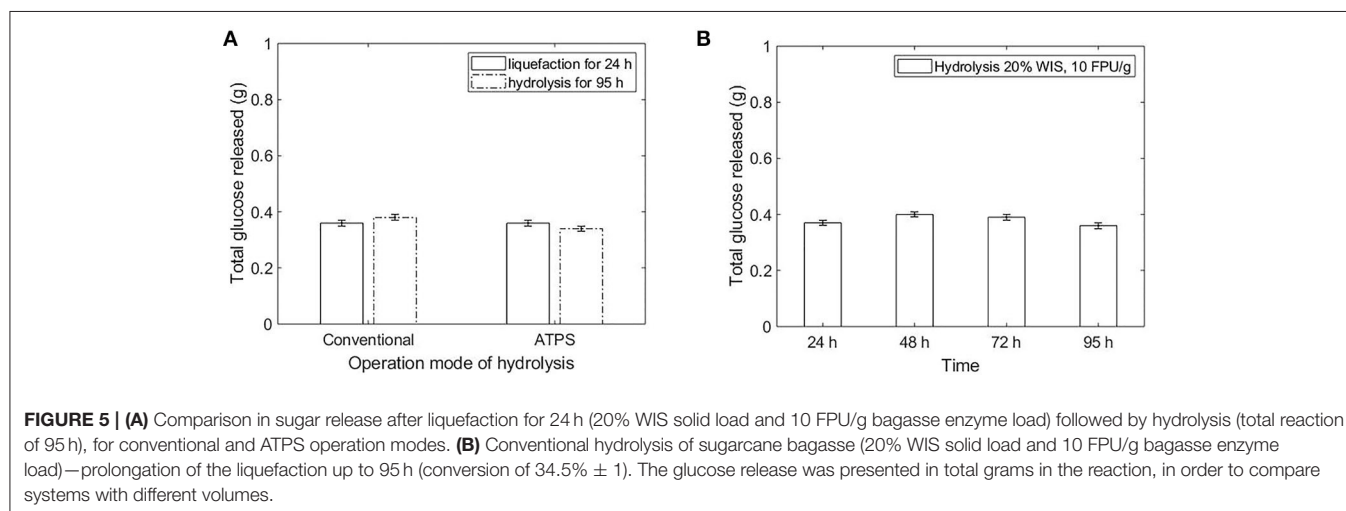 A
1
0.8
0.6
0.4
0.2
0
Total glucose released (g)
liquefaction for 24 h
hydrolysis for 95 h
Conventional
ATPS
Operation mode of hydrolysis
B
1
0.8
0.6
0.4
0.2
0
Total glucose released (g)
Hydrolysis 20% WIS, 10 FPU/g
24 h
48 h
72 h
95 h
Time
FIGURE 5 | (A) Comparison in sugar release after liquefaction for 24 h (20% WIS solid load and 10 FPU/g bagasse enzyme load) followed by hydrolysis (total reaction
of 95 h), for conventional and ATPS operation modes. (B) Conventional hydrolysis of sugarcane bagasse (20% WIS solid load and 10 FPU/g bagasse enzyme
load)—prolongation of the liquefaction up to 95 h (conversion of 34.5% ± 1). The glucose release was presented in total grams in the reaction, in order to compare
systems with different volumes.